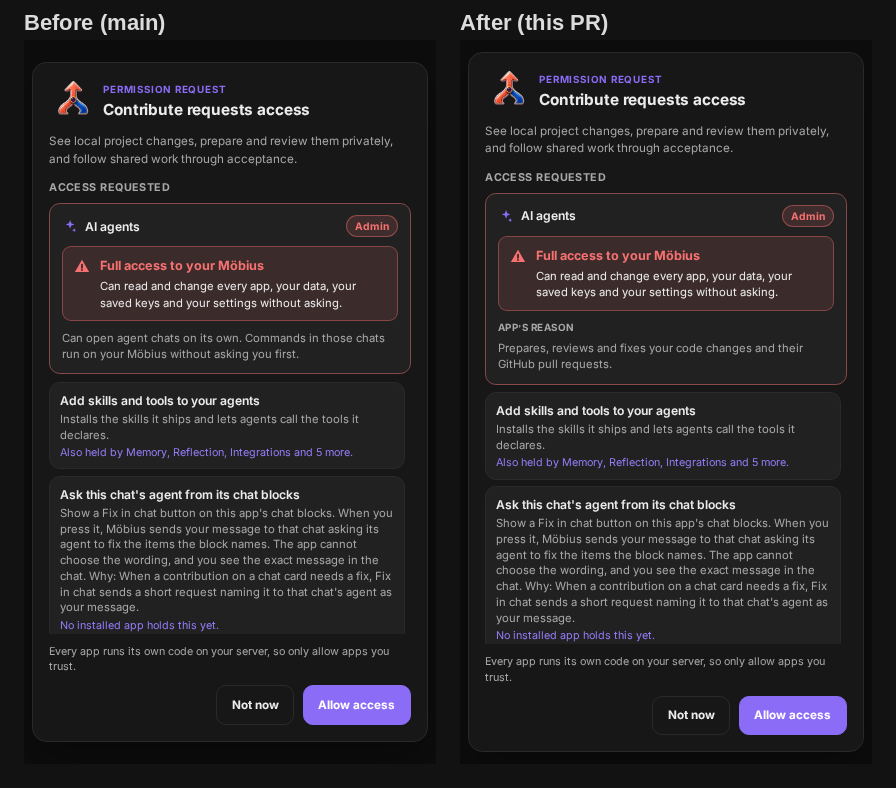 Before (main)
PERMISSION REQUEST
Contribute requests access
See local project changes, prepare and review them privately,
and follow shared work through acceptance.
ACCESS REQUESTED
AI agents
Admin
Full access to your Möbius
Can read and change every app, your data, your
saved keys and your settings without asking.
Can open agent chats on its own. Commands in those chats
run on your Möbius without asking you first.
Add skills and tools to your agents
Installs the skills it ships and lets agents call the tools it
declares.
Also held by Memory, Reflection, Integrations and 5 more.
Ask this chat's agent from its chat blocks
Show a Fix in chat button on this app's chat blocks. When you
press it, Möbius sends your message to that chat asking its
agent to fix the items the block names. The app cannot
choose the wording, and you see the exact message in the
chat. Why: When a contribution on a chat card needs a fix, Fix
in chat sends a short request naming it to that chat's agent as
your message.
No installed app holds this yet.
Every app runs its own code on your server, so only allow apps you
trust.
Not now
Allow access
After (this PR)
PERMISSION REQUEST
Contribute requests access
See local project changes, prepare and review them privately,
and follow shared work through acceptance.
ACCESS REQUESTED
AI agents
Admin
Full access to your Möbius
Can read and change every app, your data, your
saved keys and your settings without asking.
APP'S REASON
Prepares, reviews and fixes your code changes and their
GitHub pull requests.
Add skills and tools to your agents
Installs the skills it ships and lets agents call the tools it
declares.
Also held by Memory, Reflection, Integrations and 5 more.
Ask this chat's agent from its chat blocks
Show a Fix in chat button on this app's chat blocks. When you
press it, Möbius sends your message to that chat asking its
agent to fix the items the block names. The app cannot
choose the wording, and you see the exact message in the
chat. Why: When a contribution on a chat card needs a fix, Fix
in chat sends a short request naming it to that chat's agent as
your message.
No installed app holds this yet.
Every app runs its own code on your server, so only allow apps you
trust.
Not now
Allow access